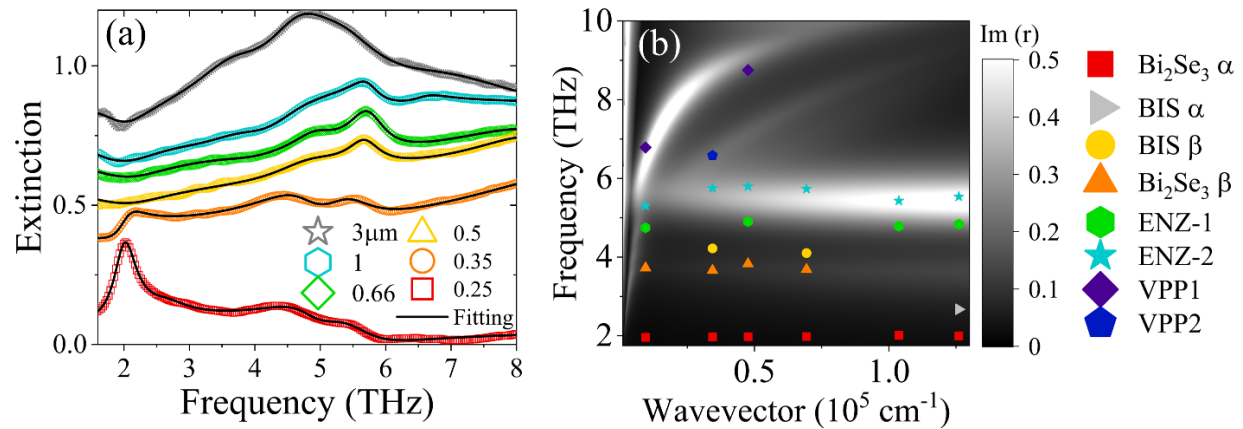 (a)
Extinction
1.0
0.5
0.0
3μm
1
0.66
0.5
0.35
0.25
Fitting
2 3 4 5 6 7 8
Frequency (THz)
(b)
Frequency (THz)
10
8
6
4
2
0.5 1.0
Wavevector (10⁵ cm⁻¹)
Im (r)
0.5
0.4
0.3
0.2
0.1
0
Bi₂Se₃ α
BIS α
BIS β
Bi₂Se₃ β
ENZ-1
ENZ-2
VPP1
VPP2